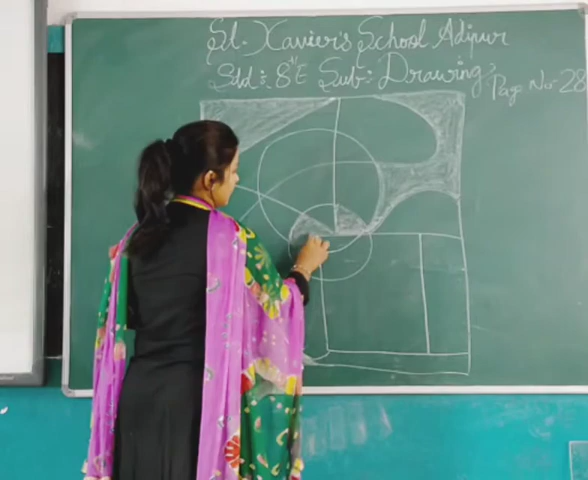 St. Xavier's School Adipur
Std : 8th E Sub : Drawing
Page No - 28